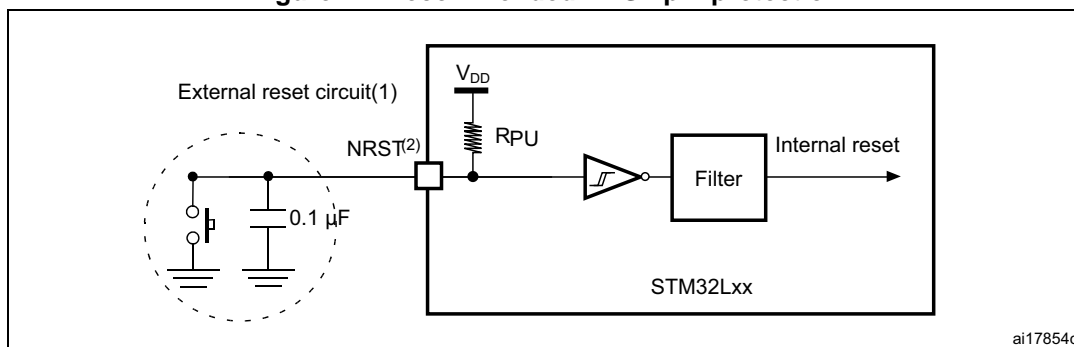 V_DD
External reset circuit(1)
NRST(2)
RPU
Internal reset
Filter
0.1 µF
STM32Lxx
ai17854c